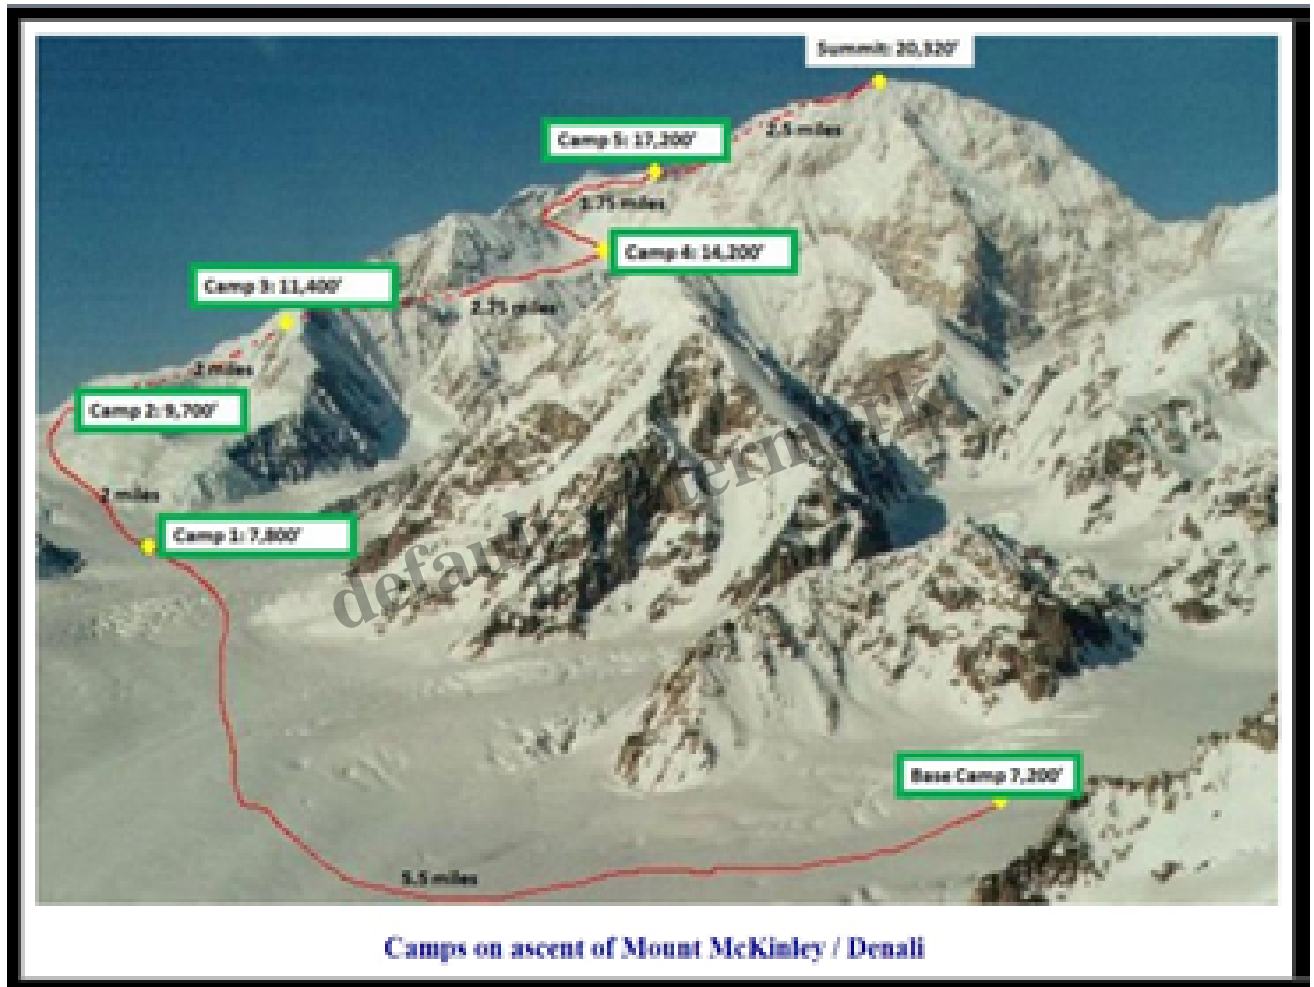 Summit: 20,320'
2.5 miles
Camp 5: 17,200'
1.75 miles
Camp 4: 14,200'
Camp 3: 11,400'
2.75 miles
2 miles
Camp 2: 9,700'
2 miles
Camp 1: 7,800'
default watermark
Base Camp 7,200'
5.5 miles
Camps on ascent of Mount McKinley / Denali